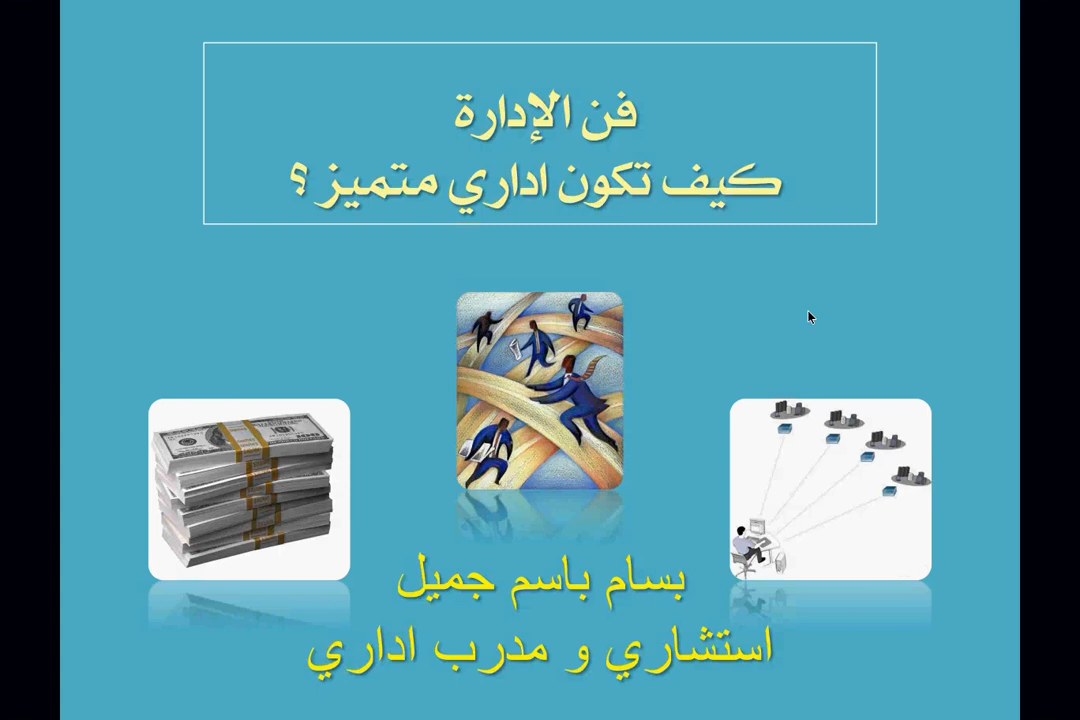 فن الإدارة
كيف تكون اداري متميز ؟
بسام باسم جميل
استشاري و مدرب اداري